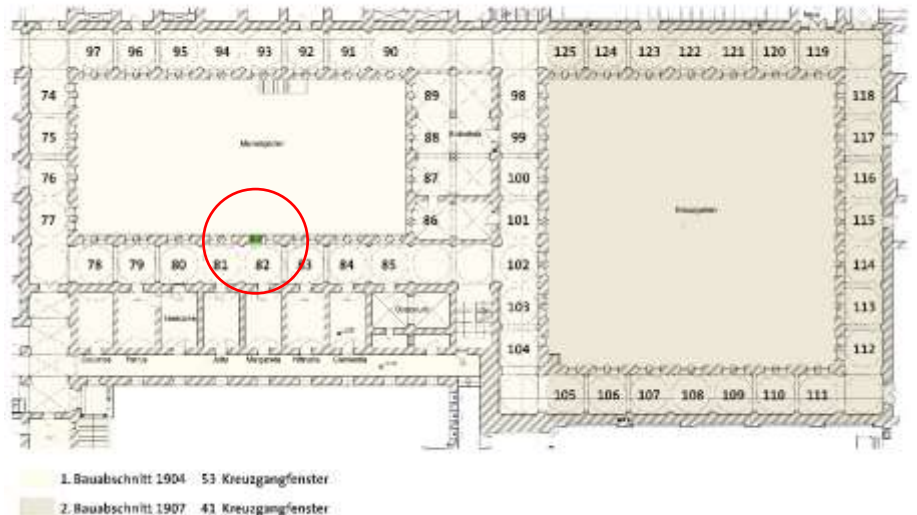 97 96 95 94 93 92 91 90 125 124 123 122 121 120 119
74 89 98 118
75 88 99 117
76 87 100 116
77 86 101 115
78 79 80 81 82 83 84 85 102 114
103 113
104 112
105 106 107 108 109 110 111
1. Bauabschnitt 1904 53 Kreuzgangfenster
2. Bauabschnitt 1907 41 Kreuzgangfenster